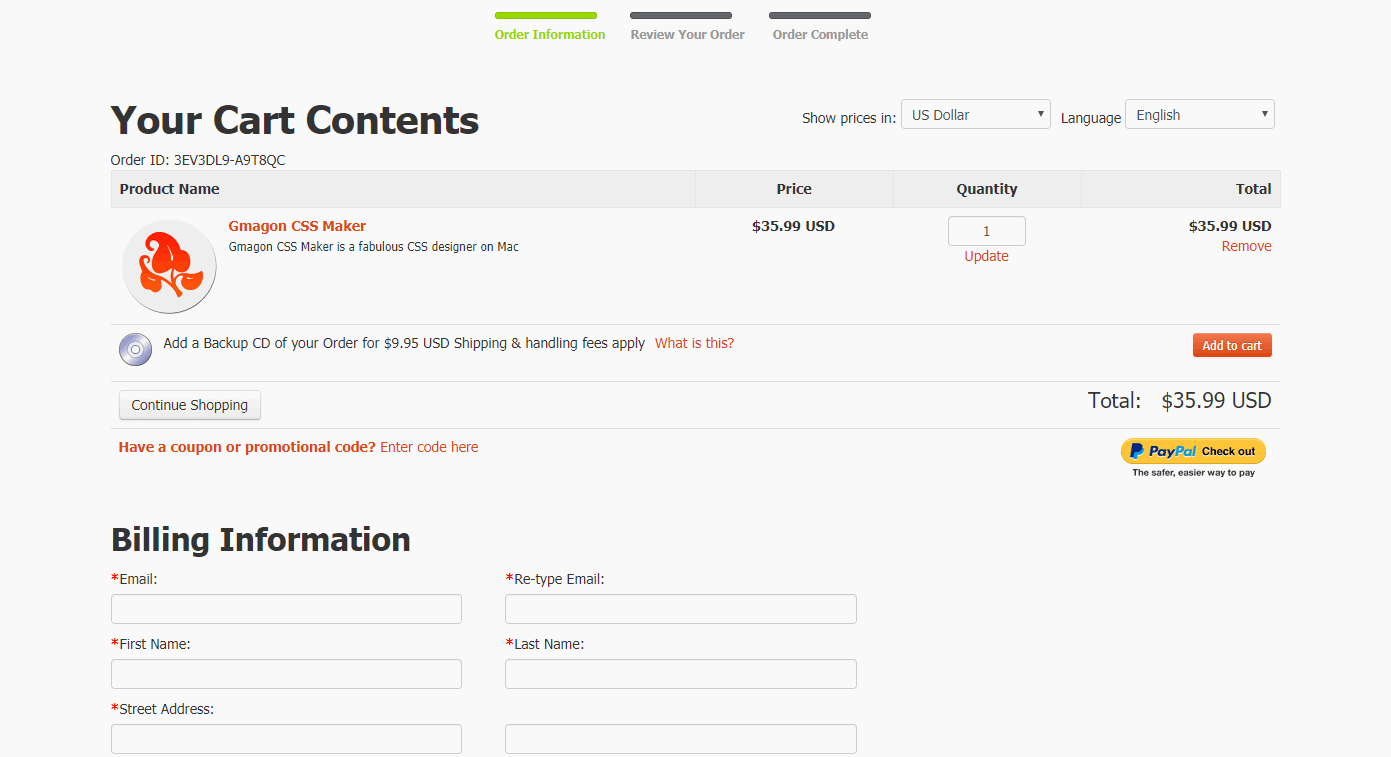 Order Information Review Your Order Order Complete
Your Cart Contents
Show prices in: US Dollar Language English
Order ID: 3EV3DL9-A9T8QC
Product Name Price Quantity Total
Gmagon CSS Maker $35.99 USD 1 $35.99 USD
Gmagon CSS Maker is a fabulous CSS designer on Mac Update Remove
Add a Backup CD of your Order for $9.95 USD Shipping & handling fees apply What is this? Add to cart
Continue Shopping Total: $35.99 USD
Have a coupon or promotional code? Enter code here PayPal Check out
The safer, easier way to pay
Billing Information
*Email: *Re-type Email:
*First Name: *Last Name:
*Street Address: